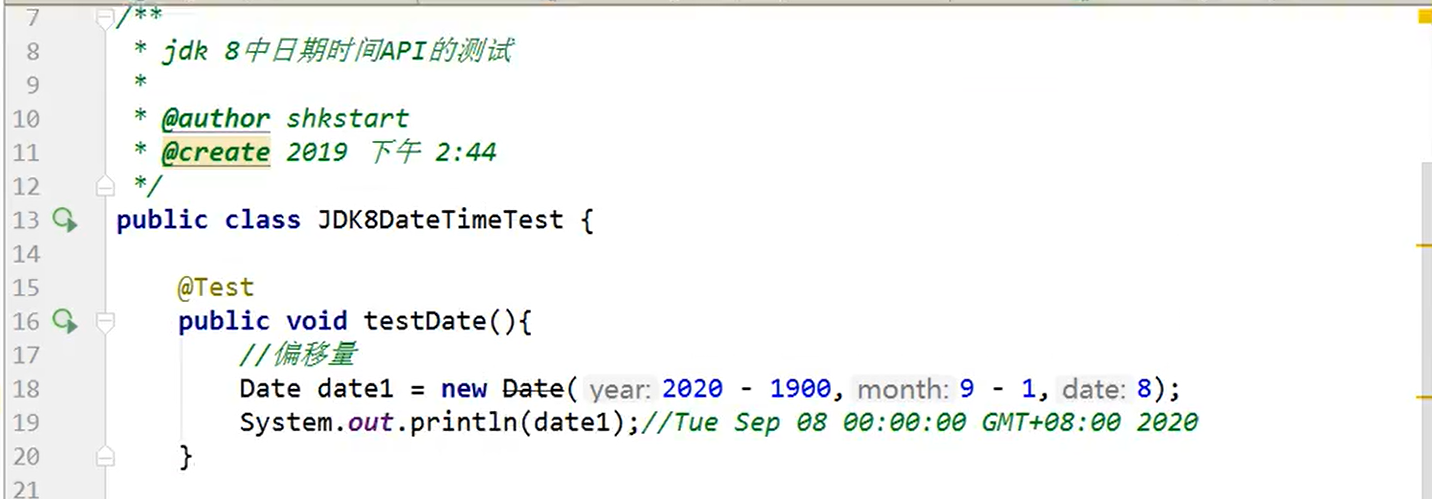 7 /**
8 * jdk 8中日期时间API的测试
9 *
10 * @author shkstart
11 * @create 2019 下午 2:44
12 */
13 public class JDK8DateTimeTest {
14
15 @Test
16 public void testDate(){
17 //偏移量
18 Date date1 = new Date( year: 2020 - 1900, month: 9 - 1, date: 8);
19 System.out.println(date1);//Tue Sep 08 00:00:00 GMT+08:00 2020
20 }
21